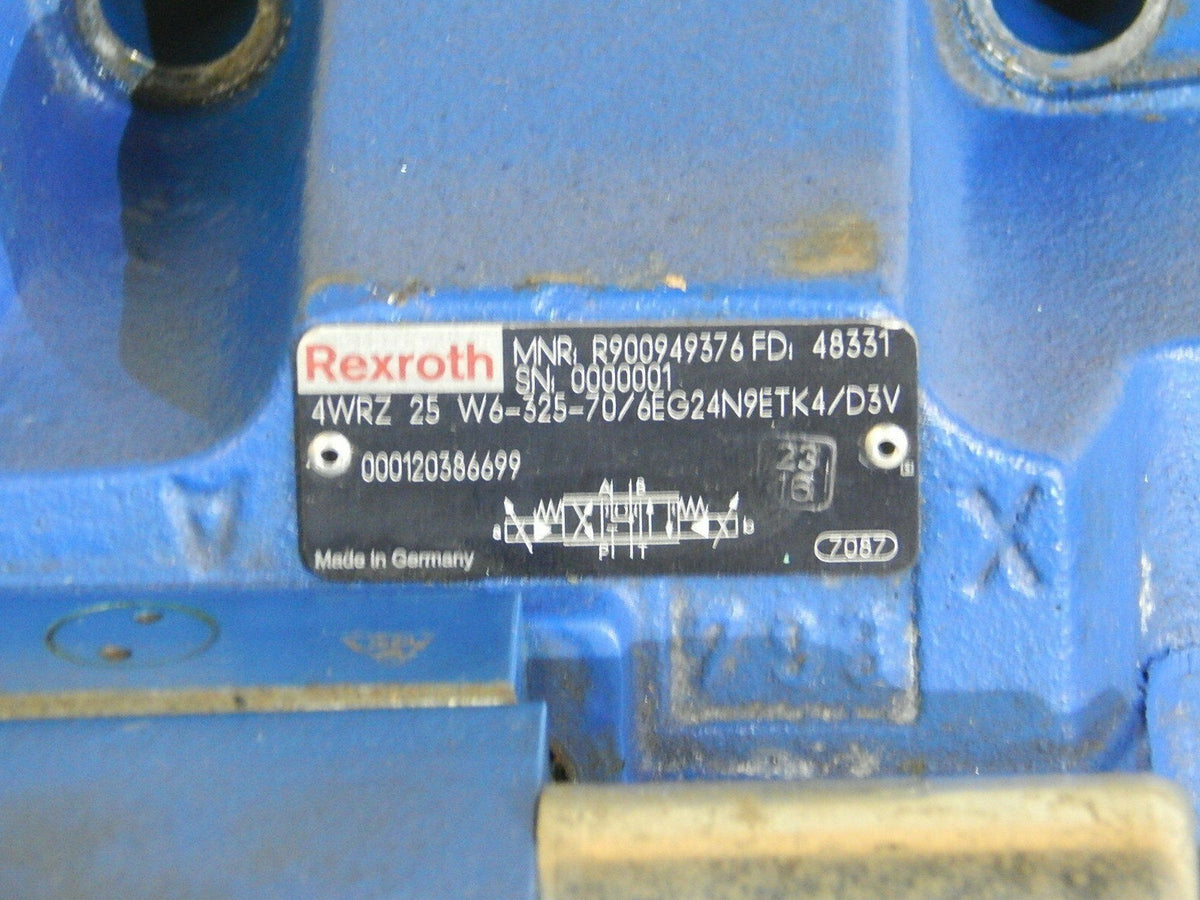 Rexroth
MNR: R900949376 FD: 48331
SN: 0000001
4WRZ 25 W6-325-70/6EG24N9ETK4/D3V
000120386699
23
16
A B
a b
P T
Made in Germany
7087
A
X